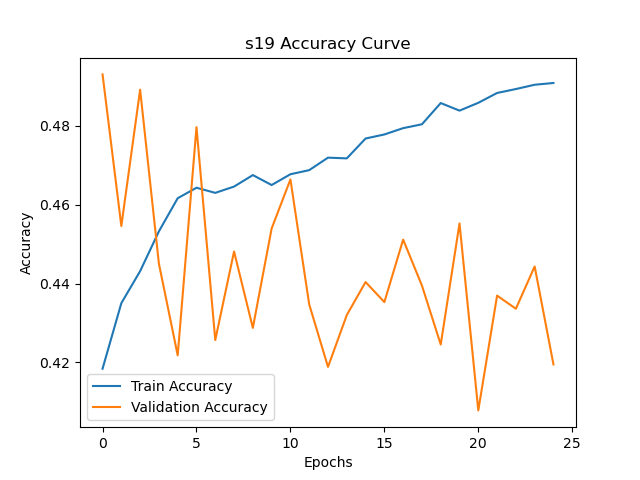 s19 Accuracy Curve
Accuracy
0.48
0.46
0.44
0.42
Train Accuracy
Validation Accuracy
0 5 10 15 20 25
Epochs